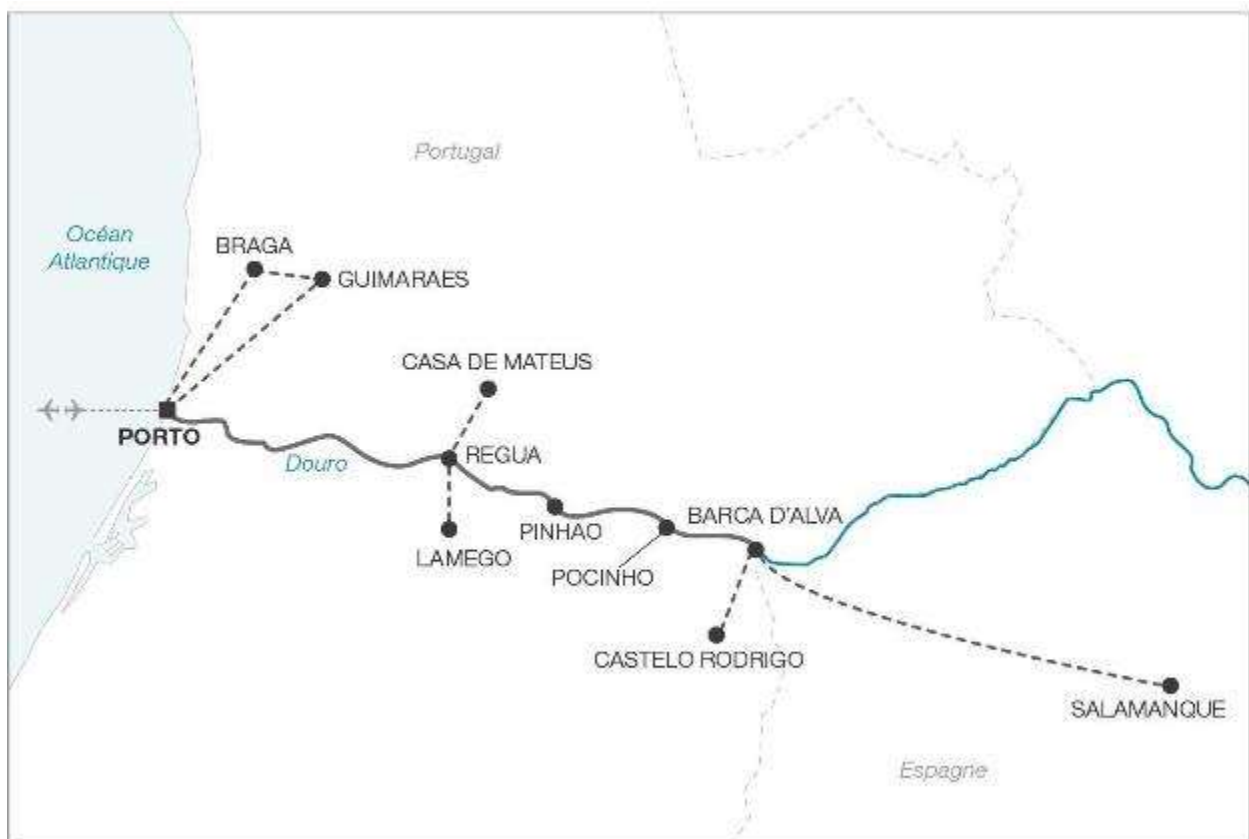 Portugal
Océan
Atlantique
BRAGA
GUIMARAES
CASA DE MATEUS
PORTO
Douro
REGUA
PINHAO
BARCA D'ALVA
LAMEGO
POCINHO
CASTELO RODRIGO
SALAMANQUE
Espagne